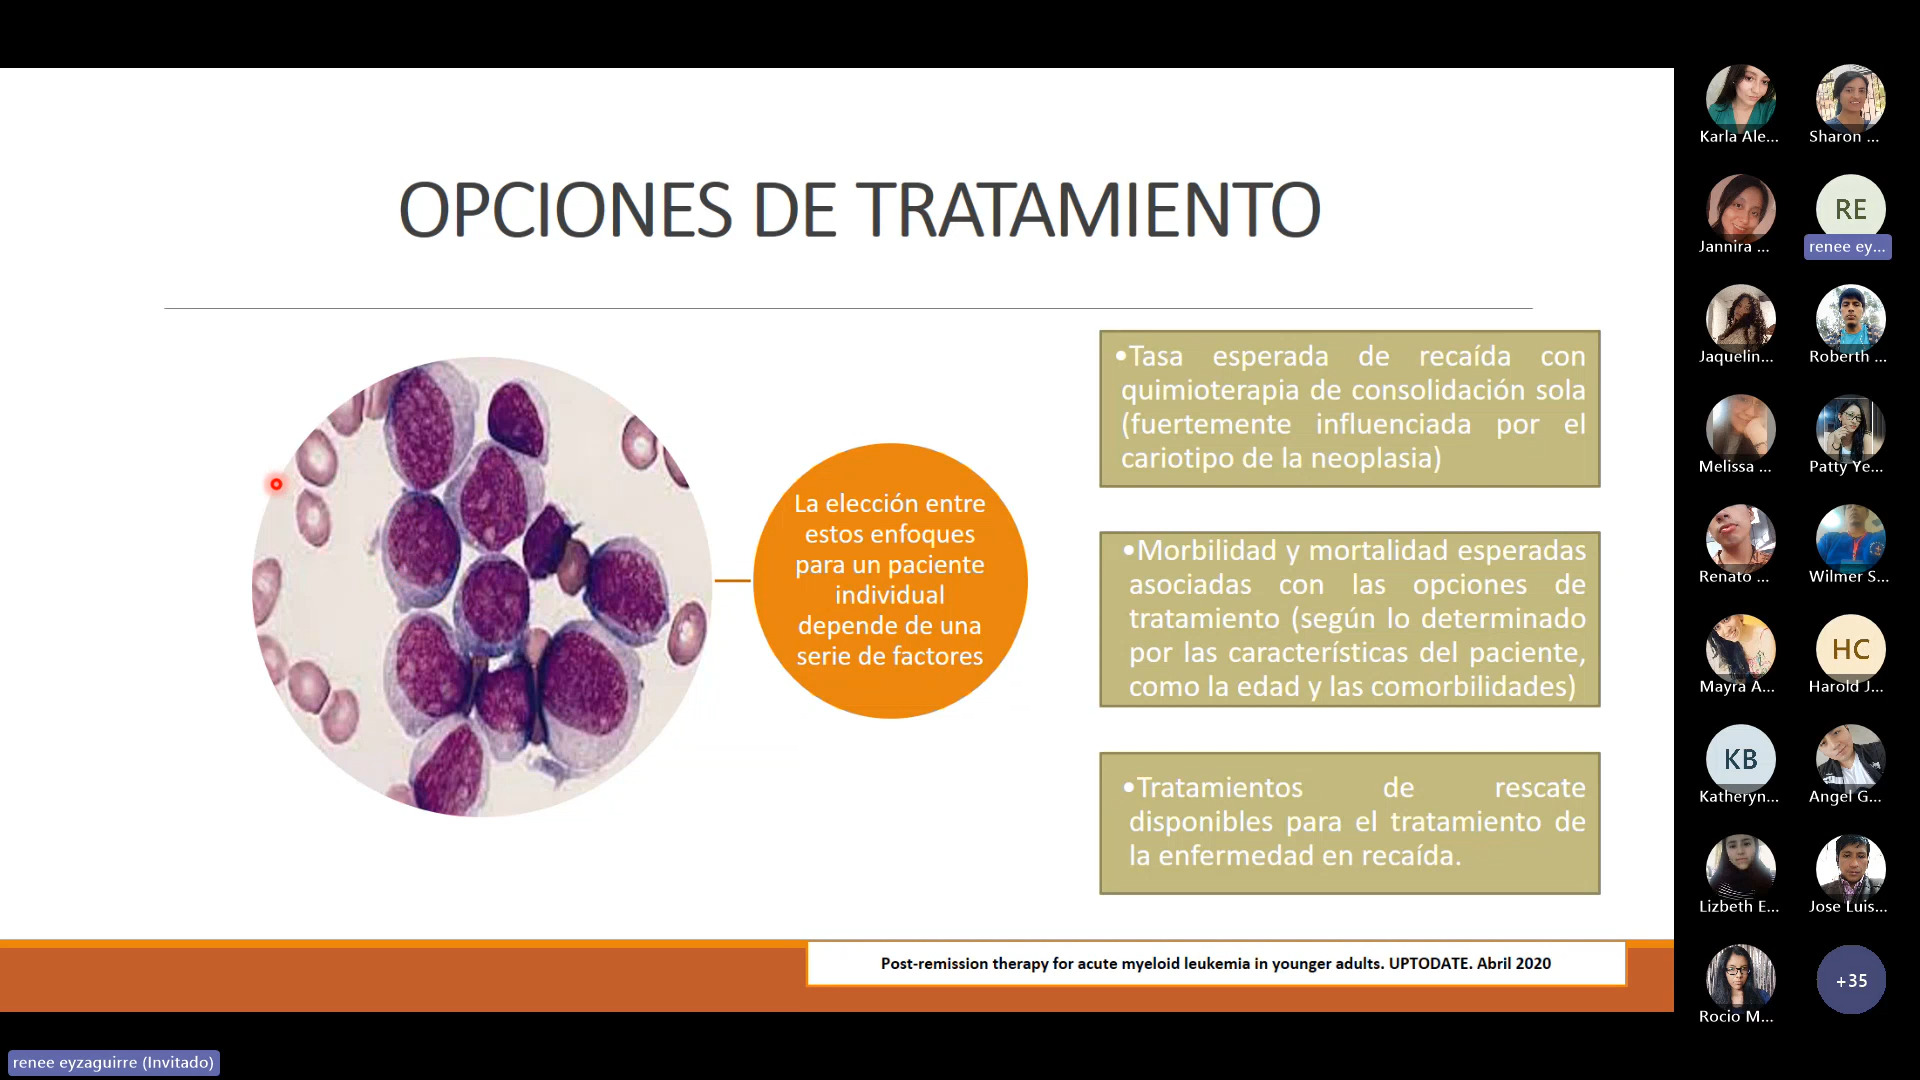 OPCIONES DE TRATAMIENTO
La elección entre
estos enfoques
para un paciente
individual
depende de una
serie de factores
•Tasa esperada de recaída con
quimioterapia de consolidación sola
(fuertemente influenciada por el
cariotipo de la neoplasia)
•Morbilidad y mortalidad esperadas
asociadas con las opciones de
tratamiento (según lo determinado
por las características del paciente,
como la edad y las comorbilidades)
•Tratamientos de rescate
disponibles para el tratamiento de
la enfermedad en recaída.
Post-remission therapy for acute myeloid leukemia in younger adults. UPTODATE. Abril 2020
Karla Ale...
Sharon ...
Jannira ...
RE
renee ey...
Jaquelin...
Roberth ...
Melissa ...
Patty Ye...
Renato ...
Wilmer S...
Mayra A...
HC
Harold J...
KB
Katheryn...
Angel G...
Lizbeth E...
Jose Luis...
Rocio M...
+35
renee eyzaguirre (Invitado)